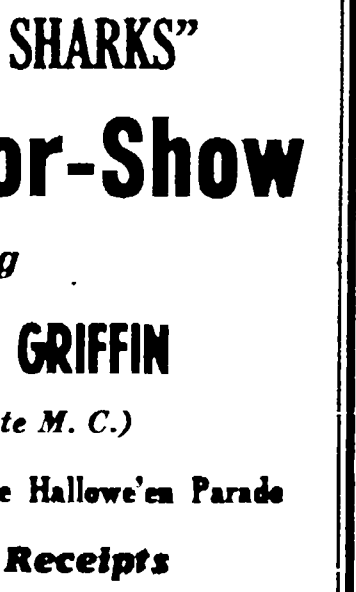 SHARKS”
or-Show
g
GRIFFIN
te M. C.)
e Hallowe'en Parade
Receipts